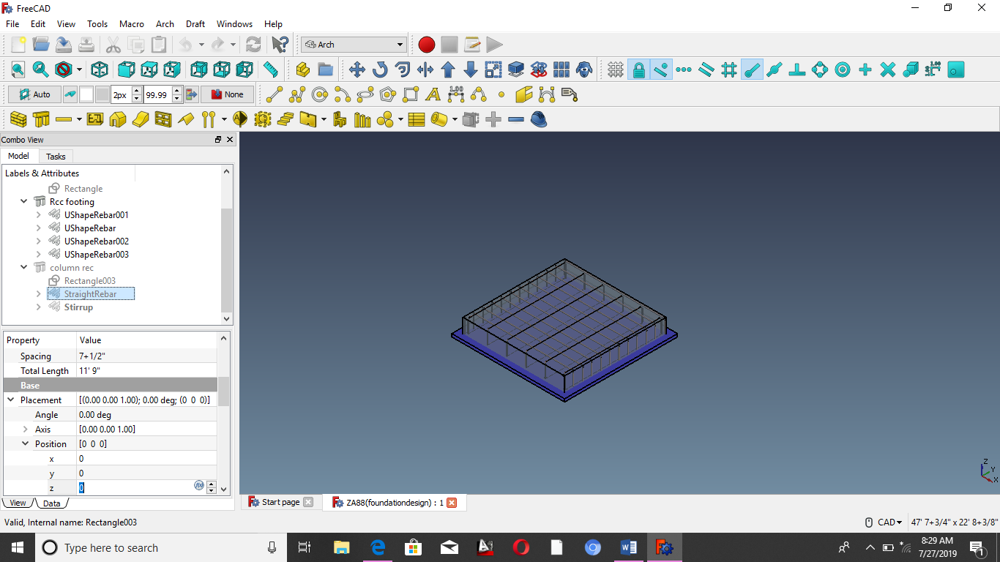 FreeCAD
File Edit View Tools Macro Arch Draft Windows Help
Arch
Auto 2px 99.99 None 1.00 1.00
Combo View
Model Tasks
Labels & Attributes
Rectangle
Rcc footing
UShapeRebar001
UShapeRebar
UShapeRebar002
UShapeRebar003
column rec
Rectangle003
StraightRebar
Stirrup
Property Value
Spacing 7+1/2"
Total Length 11' 9"
Base
Placement [(0.00 0.00 1.00); 0.00 deg; (0 0 0)]
Angle 0.00 deg
Axis [0.00 0.00 1.00]
Position [0 0 0]
x 0
y 0
z 0
View Data
Z
Y
X
Start page ZA88(foundationdesign) : 1
Valid, Internal name: Rectangle003 CAD 47' 7+3/4" x 22' 8+3/8"
Type here to search
8:29 AM
7/27/2019
1